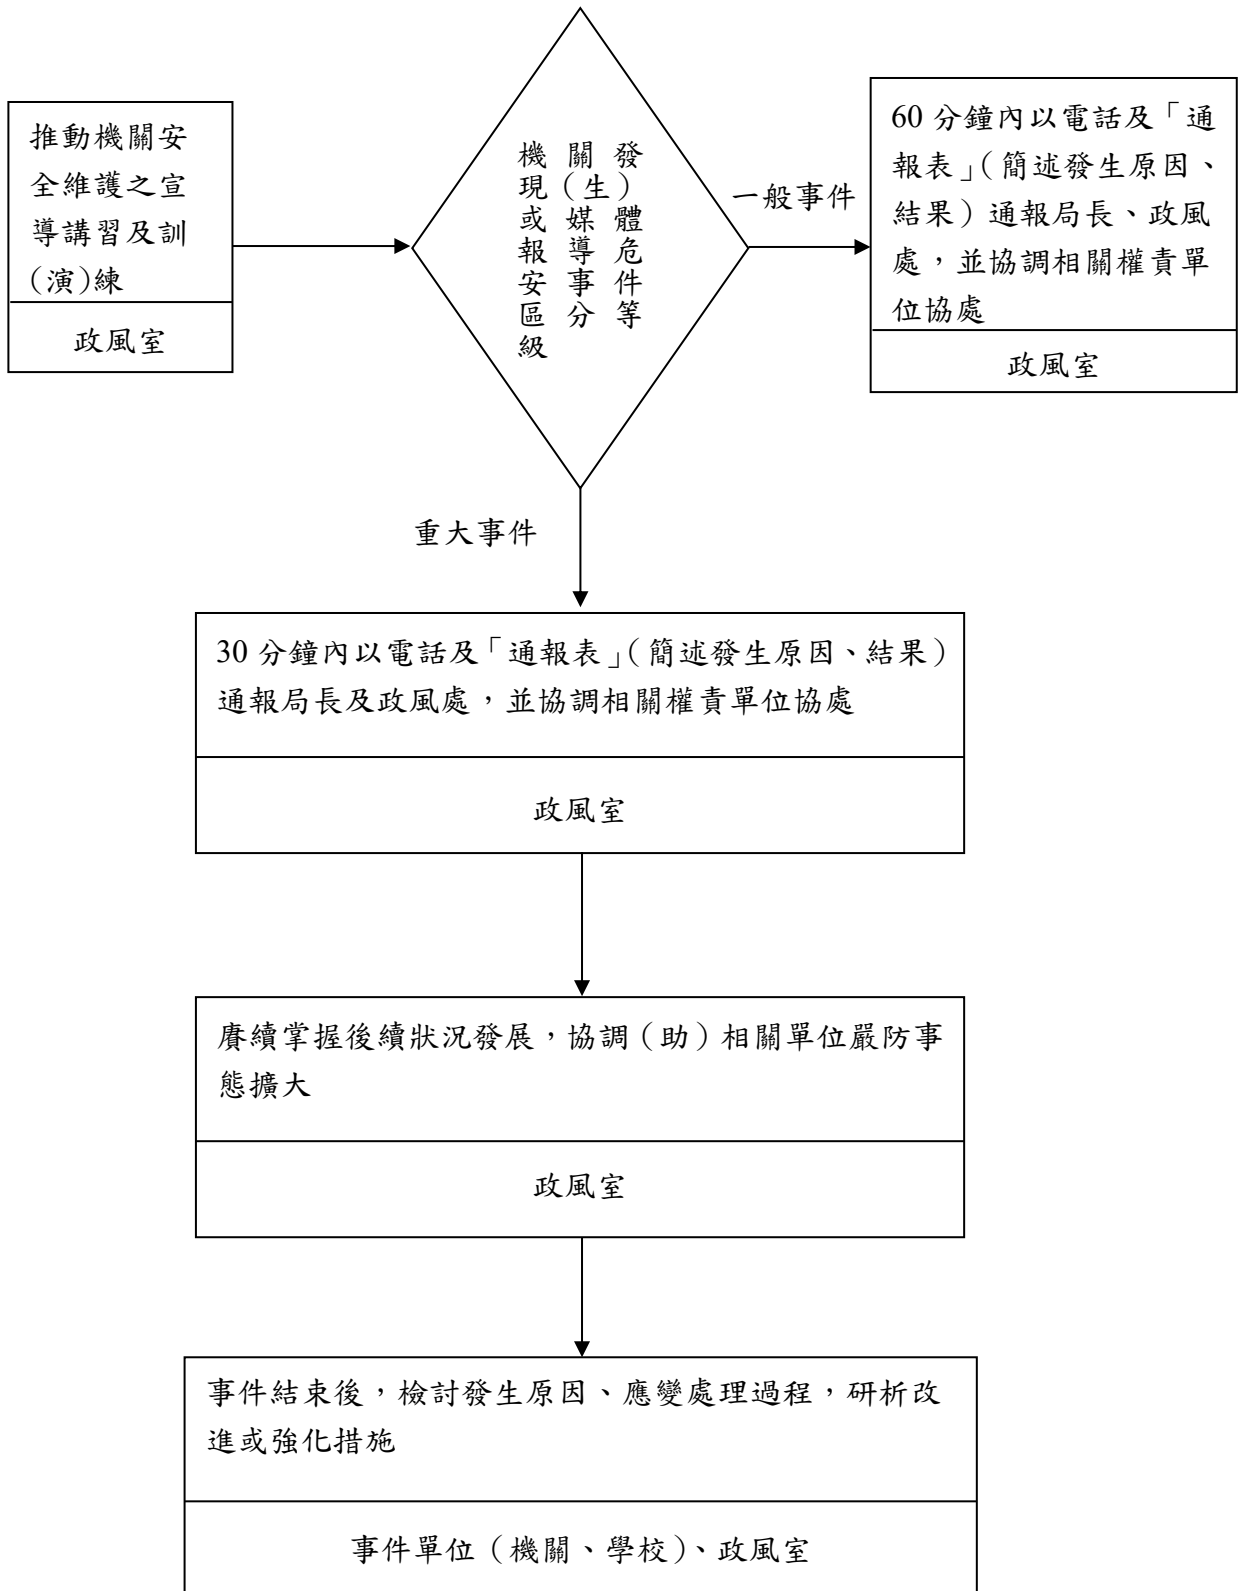 推動機關安
全維護之宣
導講習及訓
(演)練
政風室
機關發
現(生)
或媒體
報導危
安事件
區分等
級
一般事件
60 分鐘內以電話及「通
報表」(簡述發生原因、
結果)通報局長、政風
處，並協調相關權責單
位協處
政風室
重大事件
30 分鐘內以電話及「通報表」(簡述發生原因、結果)
通報局長及政風處，並協調相關權責單位協處
政風室
賡續掌握後續狀況發展，協調（助）相關單位嚴防事
態擴大
政風室
事件結束後，檢討發生原因、應變處理過程，研析改
進或強化措施
事件單位（機關、學校）、政風室